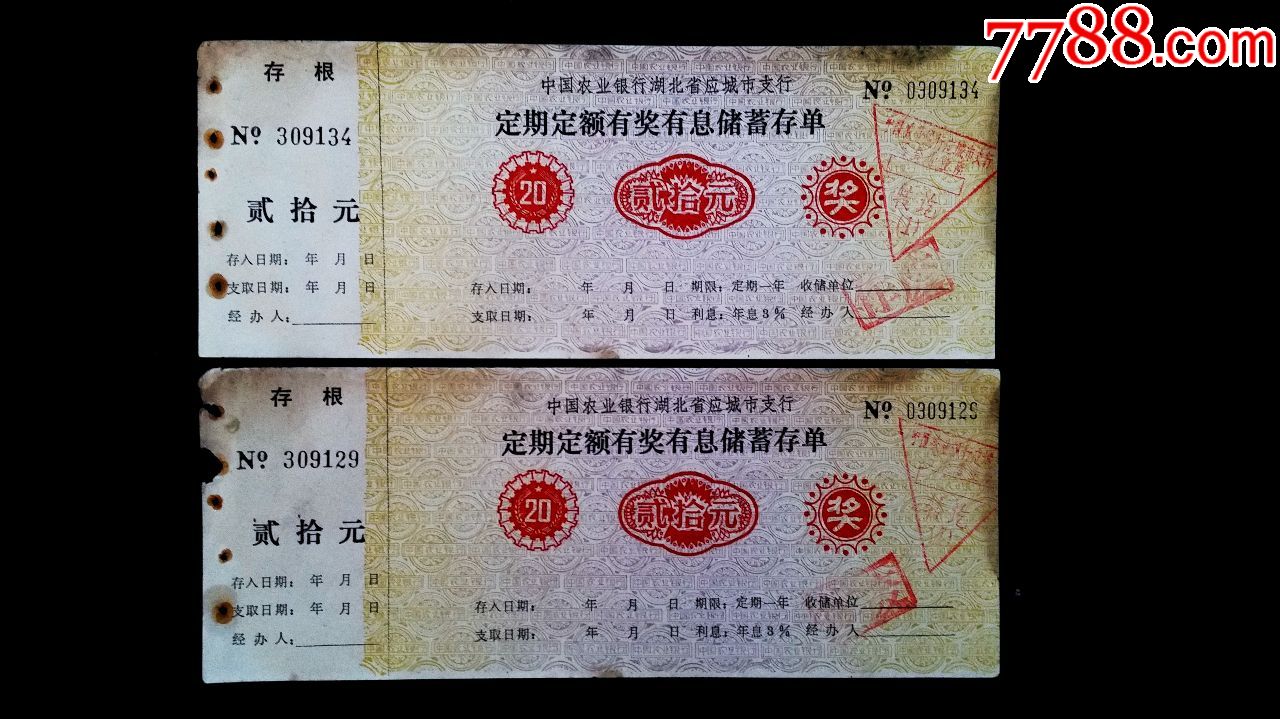 7788.com
存根
No 309134
贰拾元
存入日期： 年 月 日
支取日期： 年 月 日
经办人：
中国农业银行湖北省应城市支行
No 0309134
定期定额有奖有息储蓄存单
20
贰拾元
奖
存入日期： 年 月 日 期限：定期一年 收储单位
支取日期： 年 月 日 利息：年息3% 经办人
存根
No 309129
贰拾元
存入日期： 年 月 日
支取日期： 年 月 日
经办人：
中国农业银行湖北省应城市支行
No 0309129
定期定额有奖有息储蓄存单
20
贰拾元
奖
存入日期： 年 月 日 期限：定期一年 收储单位
支取日期： 年 月 日 利息：年息3% 经办人